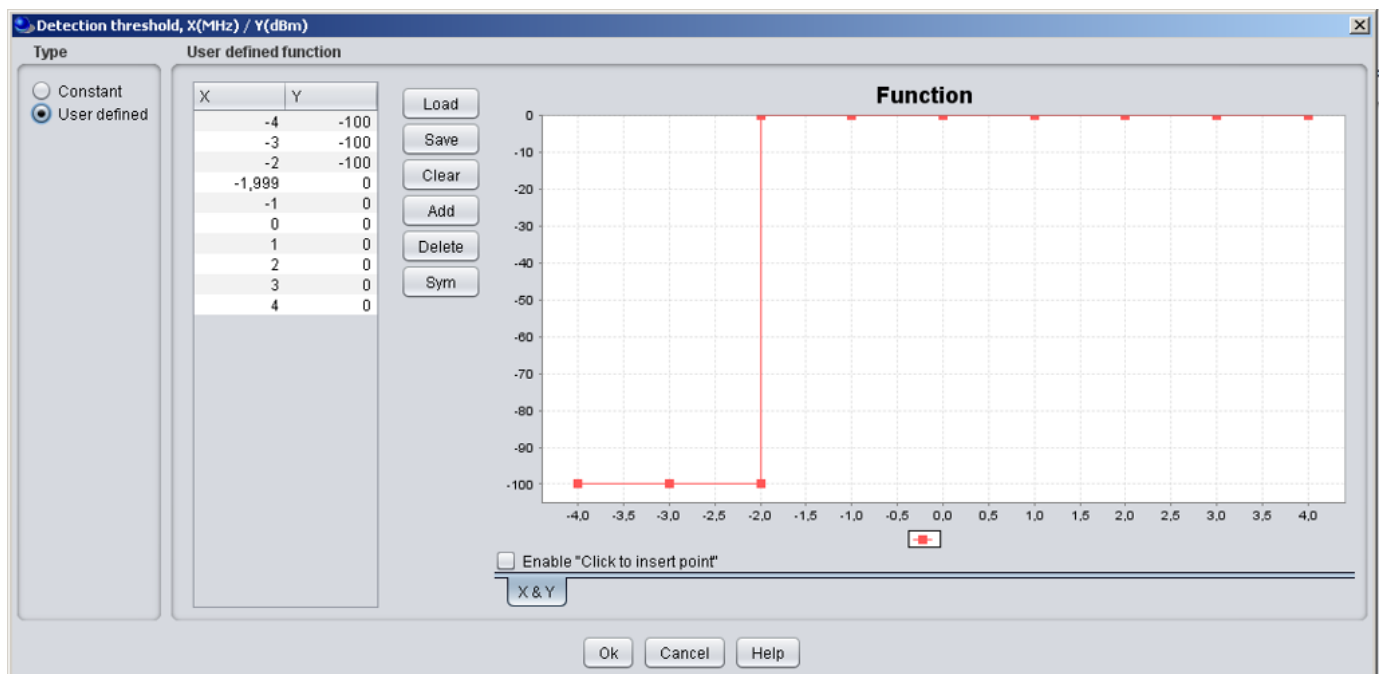 Detection threshold, X(MHz) / Y(dBm)
Type
User defined function
Constant
User defined
X Y
-4 -100
-3 -100
-2 -100
-1,999 0
-1 0
0 0
1 0
2 0
3 0
4 0
Load
Save
Clear
Add
Delete
Sym
Function
0
-10
-20
-30
-40
-50
-60
-70
-80
-90
-100
-4,0 -3,5 -3,0 -2,5 -2,0 -1,5 -1,0 -0,5 0,0 0,5 1,0 1,5 2,0 2,5 3,0 3,5 4,0
Enable "Click to insert point"
X & Y
Ok Cancel Help